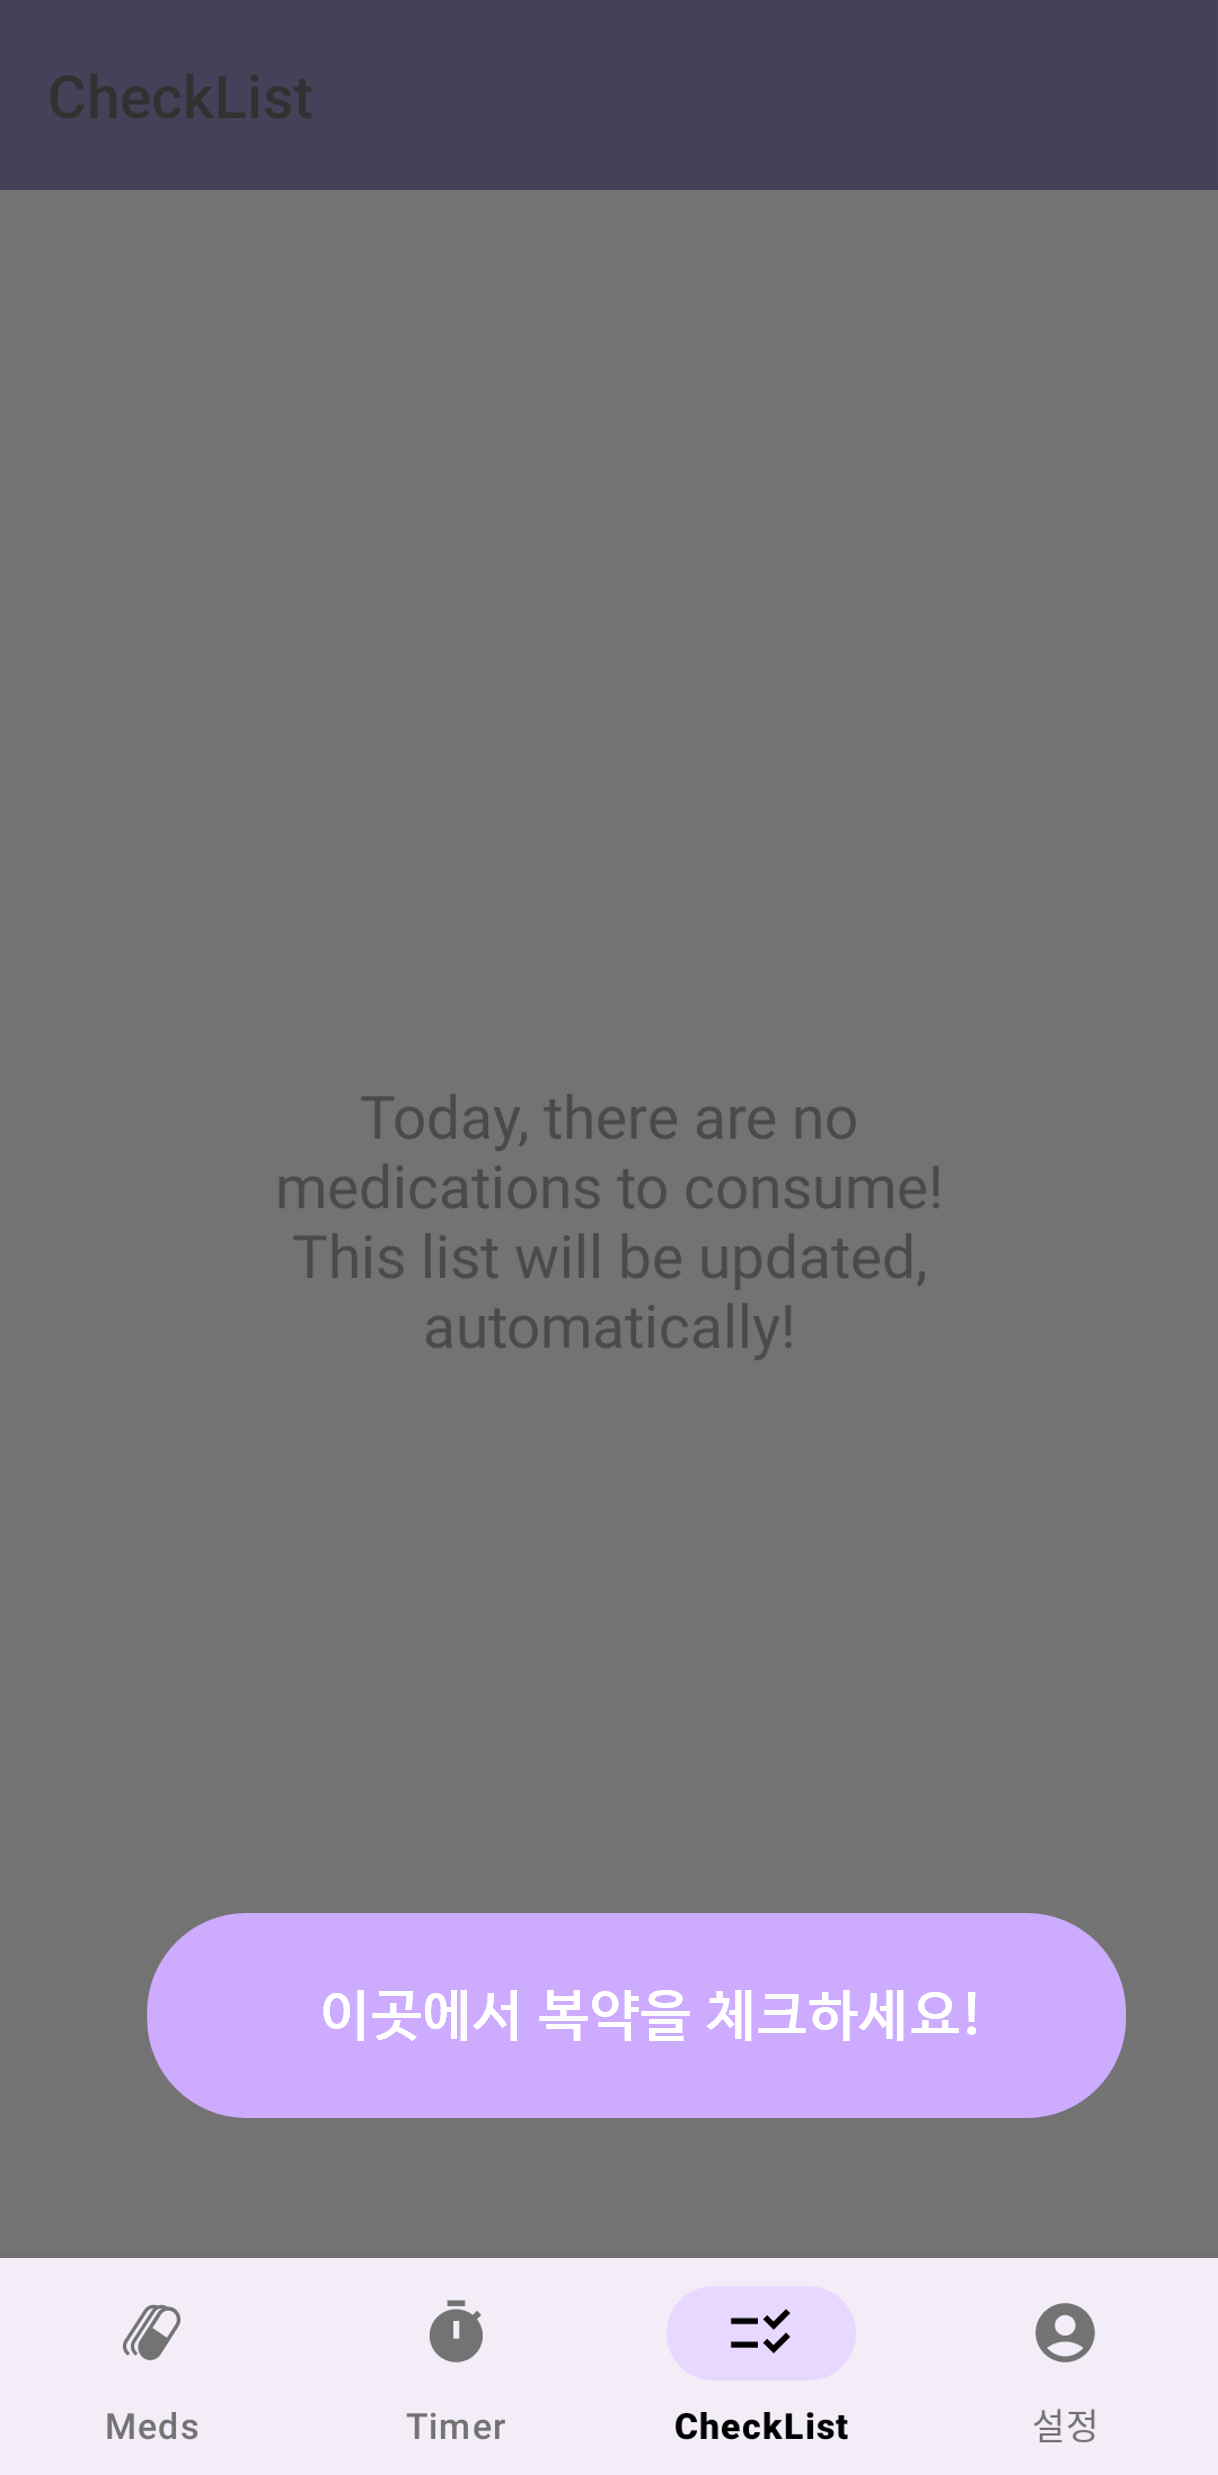 CheckList
Today, there are no
medications to consume!
This list will be updated,
automatically!
이곳에서 복약을 체크하세요!
Meds
Timer
CheckList
설정